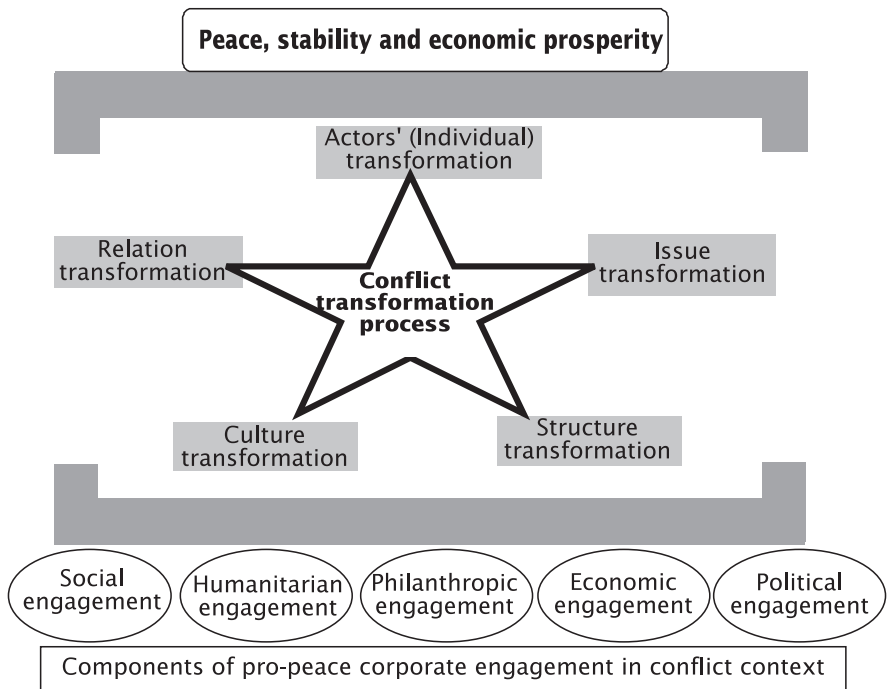 Peace, stability and economic prosperity
Actors' (Individual)
transformation
Relation
transformation
Issue
transformation
Conflict
transformation
process
Culture
transformation
Structure
transformation
Social
engagement
Humanitarian
engagement
Philanthropic
engagement
Economic
engagement
Political
engagement
Components of pro-peace corporate engagement in conflict context